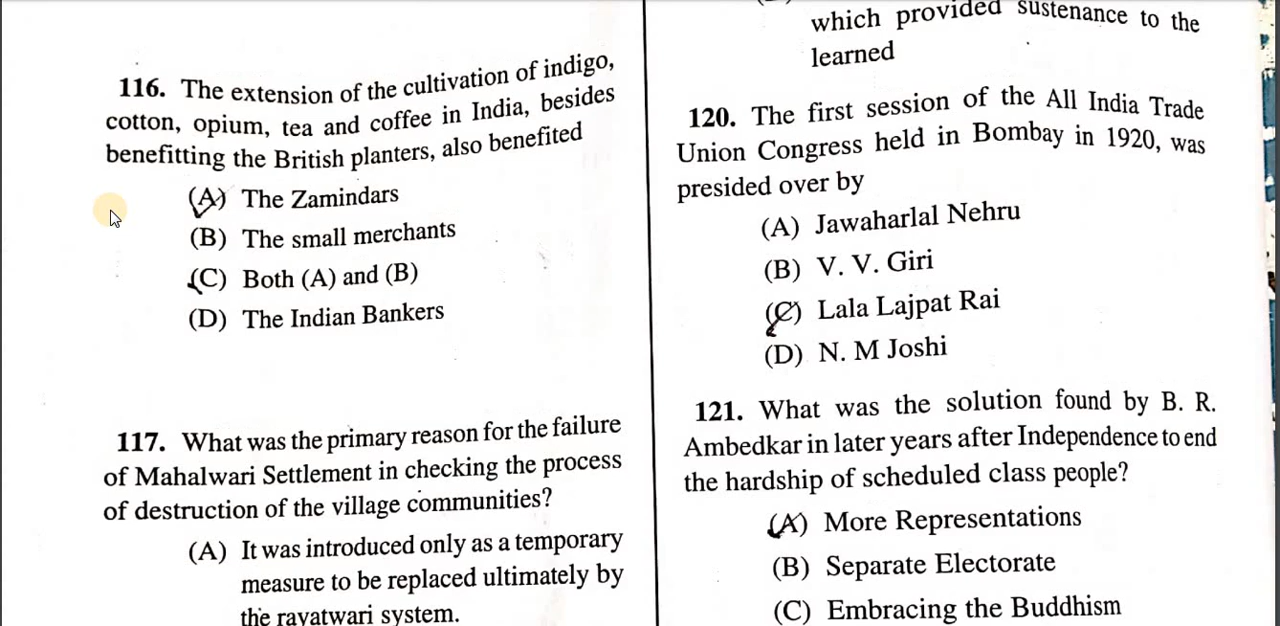 116. The extension of the cultivation of indigo,
cotton, opium, tea and coffee in India, besides
benefitting the British planters, also benefited
(A) The Zamindars
(B) The small merchants
(C) Both (A) and (B)
(D) The Indian Bankers
117. What was the primary reason for the failure
of Mahalwari Settlement in checking the process
of destruction of the village communities?
(A) It was introduced only as a temporary
measure to be replaced ultimately by
the rayatwari system.
which provided sustenance to the
learned
120. The first session of the All India Trade
Union Congress held in Bombay in 1920, was
presided over by
(A) Jawaharlal Nehru
(B) V. V. Giri
(C) Lala Lajpat Rai
(D) N. M Joshi
121. What was the solution found by B. R.
Ambedkar in later years after Independence to end
the hardship of scheduled class people?
(A) More Representations
(B) Separate Electorate
(C) Embracing the Buddhism